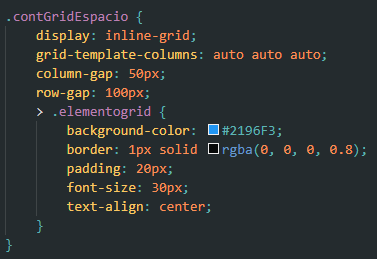 .contGridEspacio {
display: inline-grid;
grid-template-columns: auto auto auto;
column-gap: 50px;
row-gap: 100px;
> .elementogrid {
background-color: #2196F3;
border: 1px solid rgba(0, 0, 0, 0.8);
padding: 20px;
font-size: 30px;
text-align: center;
}
}